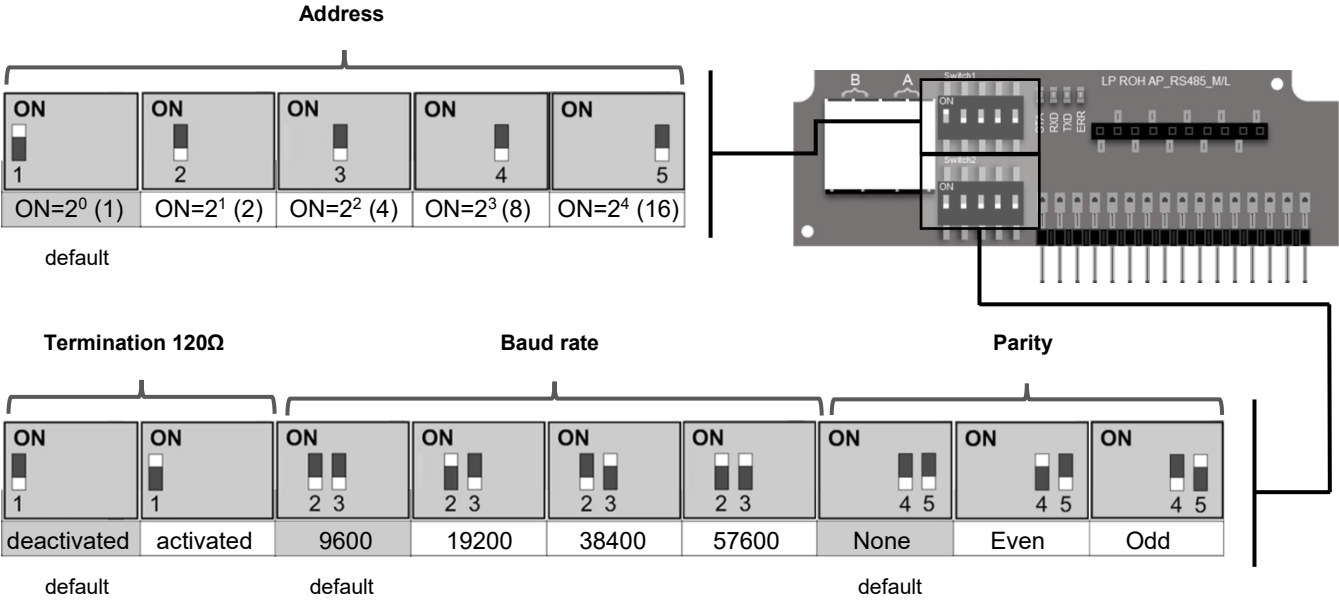 Address
ON ON ON ON ON
1 2 3 4 5
ON=2⁰ (1) ON=2¹ (2) ON=2² (4) ON=2³ (8) ON=2⁴ (16)
default
B A Switch1 LP ROH AP_RS485_M/L
ON
STA RXD TXD ERR
Switch2
ON
Termination 120Ω Baud rate Parity
ON ON ON ON ON ON ON ON ON
1 1 2 3 2 3 2 3 2 3 4 5 4 5 4 5
deactivated activated 9600 19200 38400 57600 None Even Odd
default default default